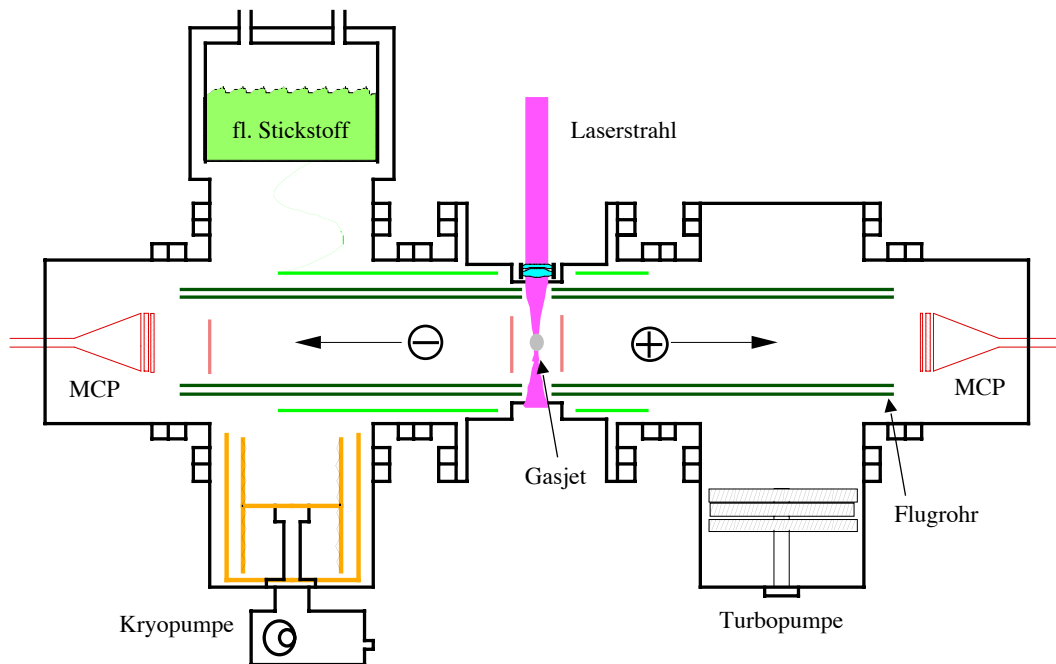 fl. Stickstoff
Laserstrahl
MCP
MCP
Gasjet
Flugrohr
Kryopumpe
Turbopumpe